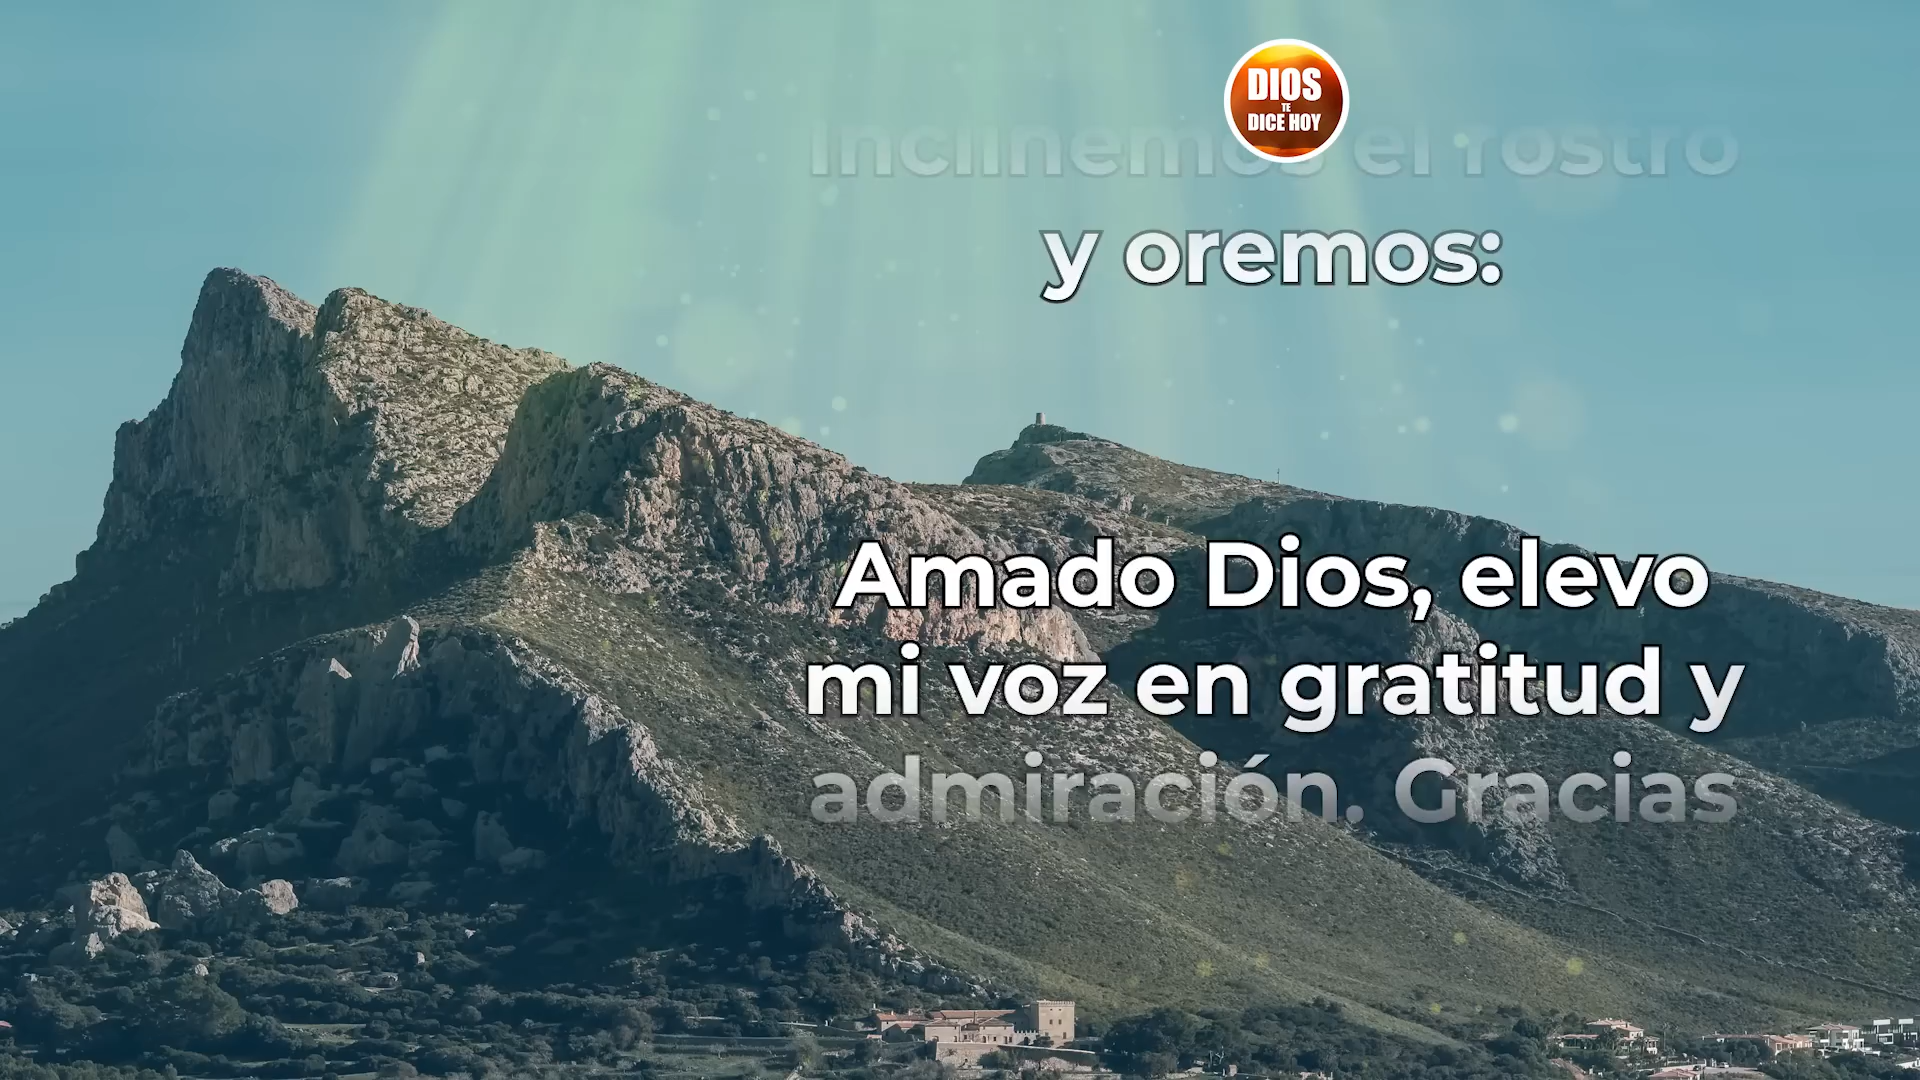 DIOS
TE
DICE HOY
Inclinemos el rostro
y oremos:
Amado Dios, elevo
mi voz en gratitud y
admiración. Gracias